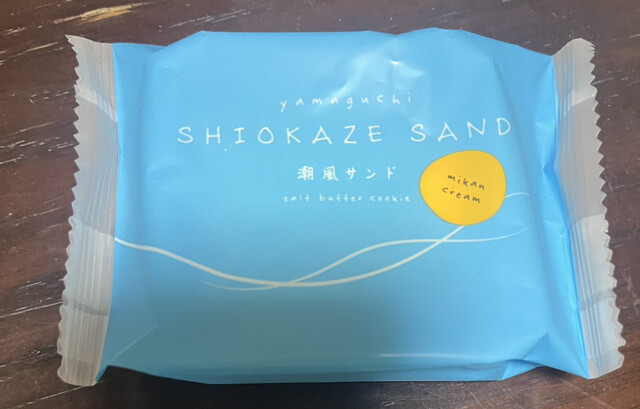 yamaguchi
SHIOKAZE SAND
潮風サンド
salt butter cookie
mikan
cream